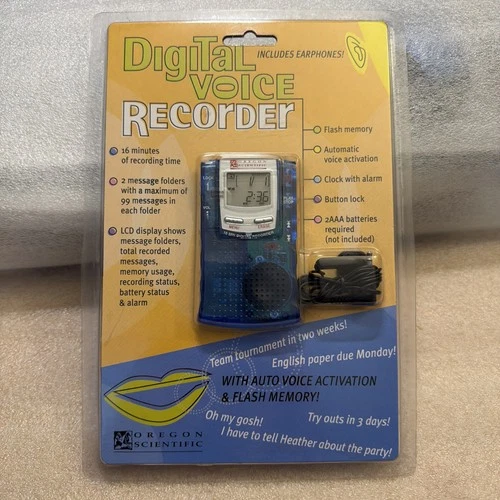 DIGITAL
VOICE
RECORDER
INCLUDES EARPHONES!
16 minutes
of recording time
2 message folders
with a maximum of
99 messages in
each folder
LCD display shows
message folders,
total recorded
messages,
memory usage,
recording status,
battery status
& alarm
Flash memory
Automatic
voice activation
Clock with alarm
Button lock
2AAA batteries
required
(not included)
LOCK
OREGON
SCIENTIFIC
2:36
Team tournament in two weeks!
English paper due Monday!
WITH AUTO VOICE ACTIVATION
& FLASH MEMORY!
Oh my gosh!
Try outs in 3 days!
I have to tell Heather about the party!
OREGON
SCIENTIFIC